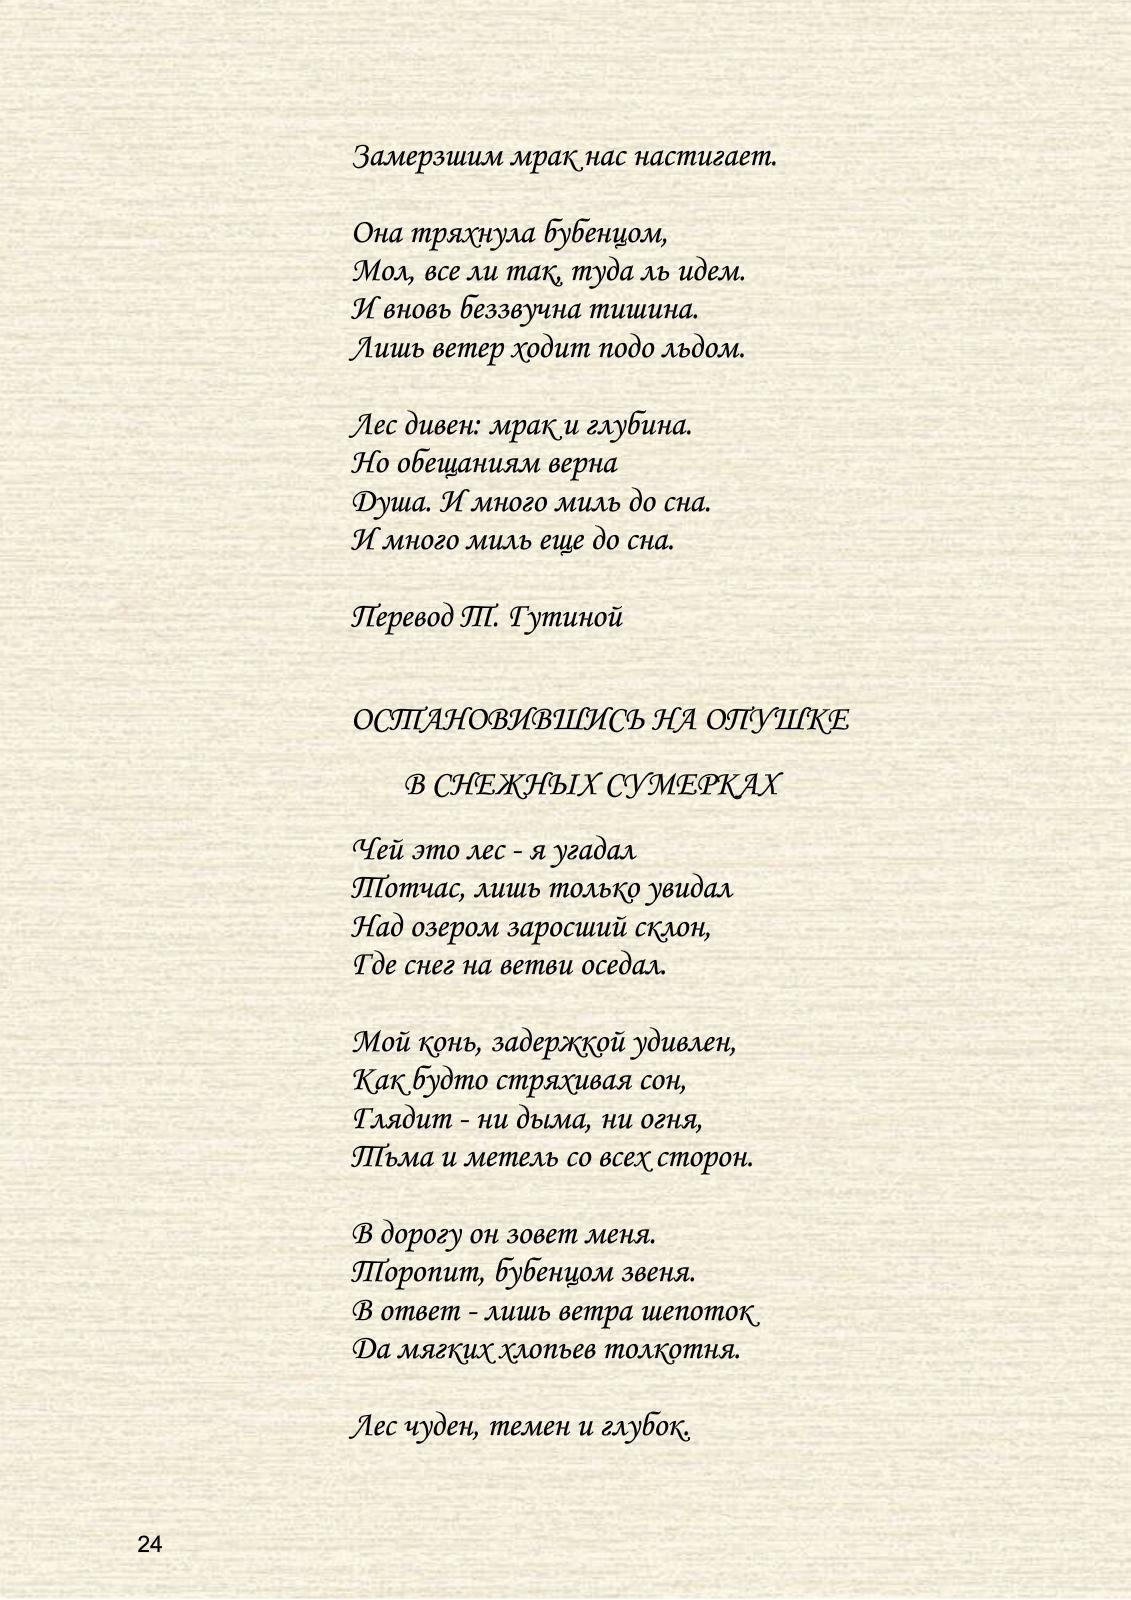 Замерзшим мрак нас настигает.
Она тряхнула бубенцом,
Мол, все ли так, туда ль идем.
И вновь беззвучна тишина.
Лишь ветер ходит подо льдом.
Лес дивен: мрак и глубина.
Но обещаниям верна
Душа. И много миль до сна.
И много миль еще до сна.
Перевод Т. Гутиной
ОСТАНОВИВШИСЬ НА ОПУШКЕ
В СНЕЖНЫХ СУМЕРКАХ
Чей это лес - я угадал
Тотчас, лишь только увидал
Над озером заросший склон,
Где снег на ветви оседал.
Мой конь, задержкой удивлен,
Как будто стряхивая сон,
Глядит - ни дыма, ни огня,
Тьма и метель со всех сторон.
В дорогу он зовет меня.
Торопит, бубенцом звеня.
В ответ - лишь ветра шепоток
Да мягких хлопьев толкотня.
Лес чуден, темен и глубок.
24